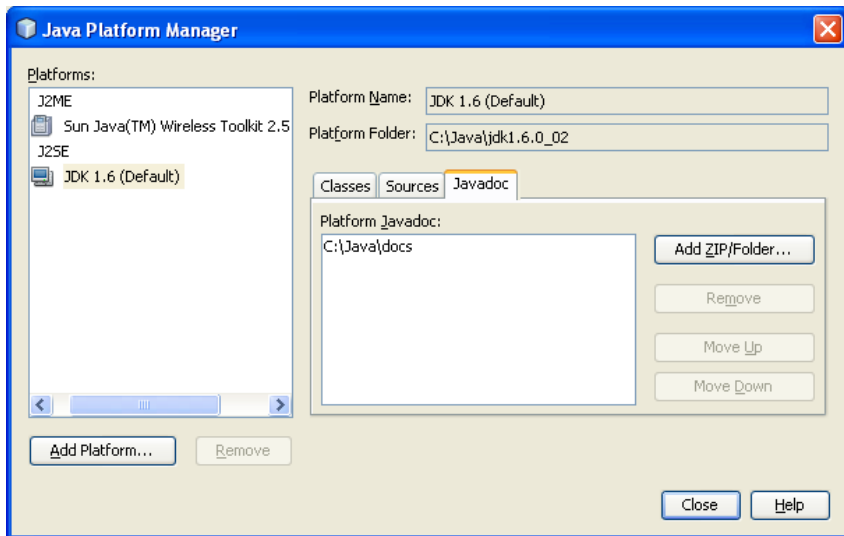 Java Platform Manager
Platforms:
J2ME
Sun Java(TM) Wireless Toolkit 2.5
J2SE
JDK 1.6 (Default)
Add Platform...
Remove
Platform Name:
JDK 1.6 (Default)
Platform Folder:
C:\Java\jdk1.6.0_02
Classes
Sources
Javadoc
Platform Javadoc:
C:\Java\docs
Add ZIP/Folder...
Remove
Move Up
Move Down
Close
Help